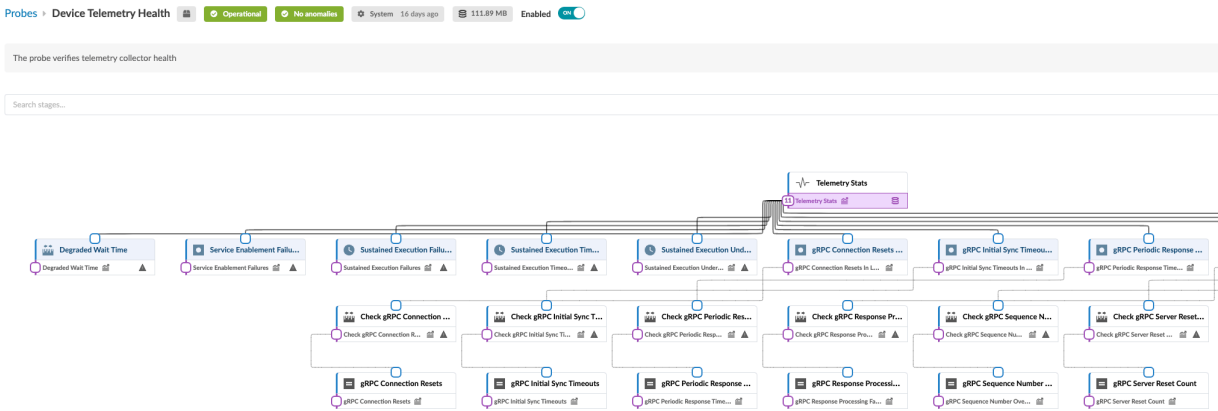 Probes › Device Telemetry Health Operational No anomalies System 16 days ago 111.89 MB Enabled ON
The probe verifies telemetry collector health
Search stages...
Telemetry Stats
11 Telemetry Stats
Degraded Wait Time Service Enablement Failu... Sustained Execution Failu... Sustained Execution Tim... Sustained Execution Und... gRPC Connection Resets ... gRPC Initial Sync Timeou... gRPC Periodic Response ...
Degraded Wait Time Service Enablement Failures Sustained Execution Failures Sustained Execution Timeo... Sustained Execution Under... gRPC Connection Resets In L... gRPC Initial Sync Timeouts In ... gRPC Periodic Response Time...
Check gRPC Connection ... Check gRPC Initial Sync T... Check gRPC Periodic Res... Check gRPC Response Pr... Check gRPC Sequence N... Check gRPC Server Reset...
Check gRPC Connection R... Check gRPC Initial Sync Ti... Check gRPC Periodic Resp... Check gRPC Response Pro... Check gRPC Sequence Nu... Check gRPC Server Reset ...
gRPC Connection Resets gRPC Initial Sync Timeouts gRPC Periodic Response ... gRPC Response Processi... gRPC Sequence Number ... gRPC Server Reset Count
gRPC Connection Resets gRPC Initial Sync Timeouts gRPC Periodic Response Time... gRPC Response Processing Fa... gRPC Sequence Number Ove... gRPC Server Reset Count